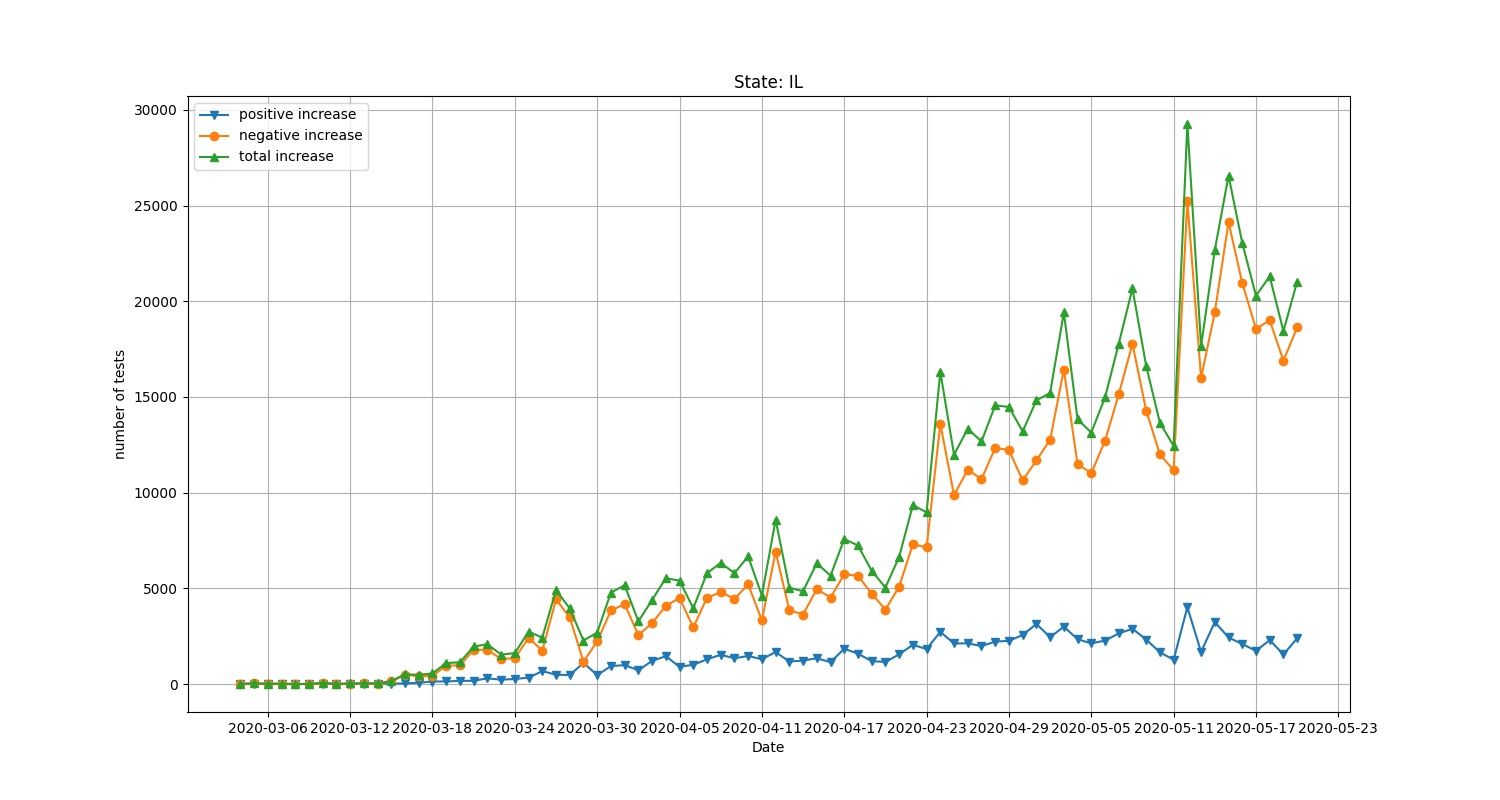 State: IL
positive increase
negative increase
total increase
30000
25000
20000
15000
10000
5000
0
number of tests
2020-03-06 2020-03-12 2020-03-18 2020-03-24 2020-03-30 2020-04-05 2020-04-11 2020-04-17 2020-04-23 2020-04-29 2020-05-05 2020-05-11 2020-05-17 2020-05-23
Date